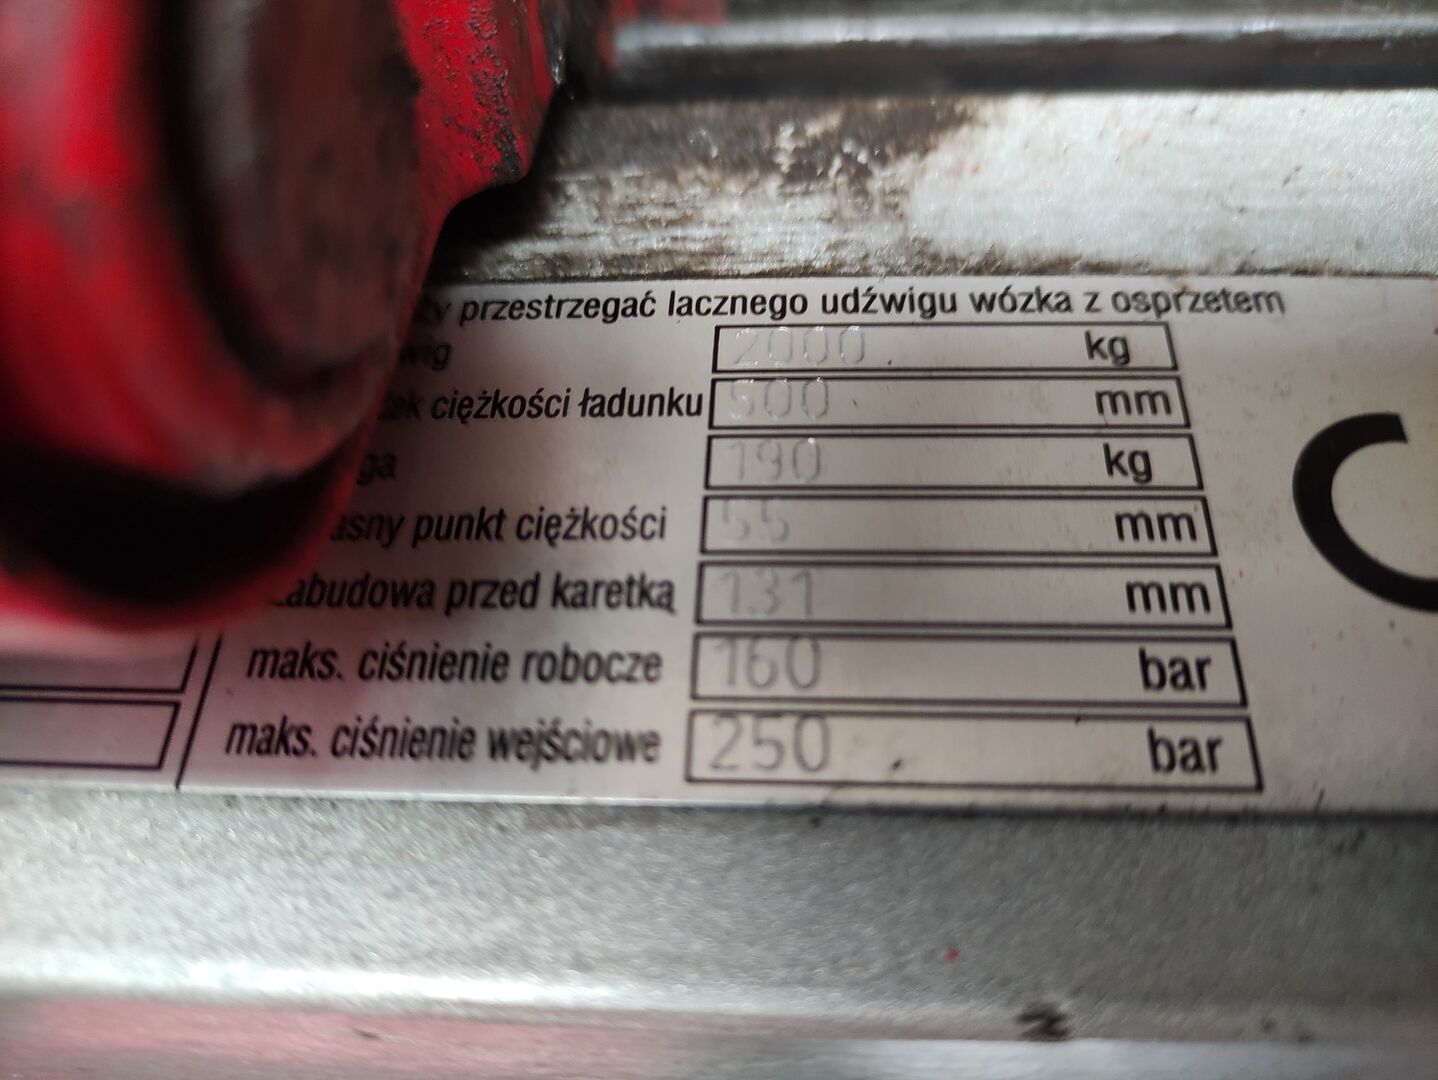 przestrzegać lacznego udźwigu wózka z osprzetem
2000 kg
ciężkości ładunku 500 mm
190 kg
punkt ciężkości 55 mm
zabudowa przed karetką 131 mm
maks. ciśnienie robocze 160 bar
maks. ciśnienie wejściowe 250 bar